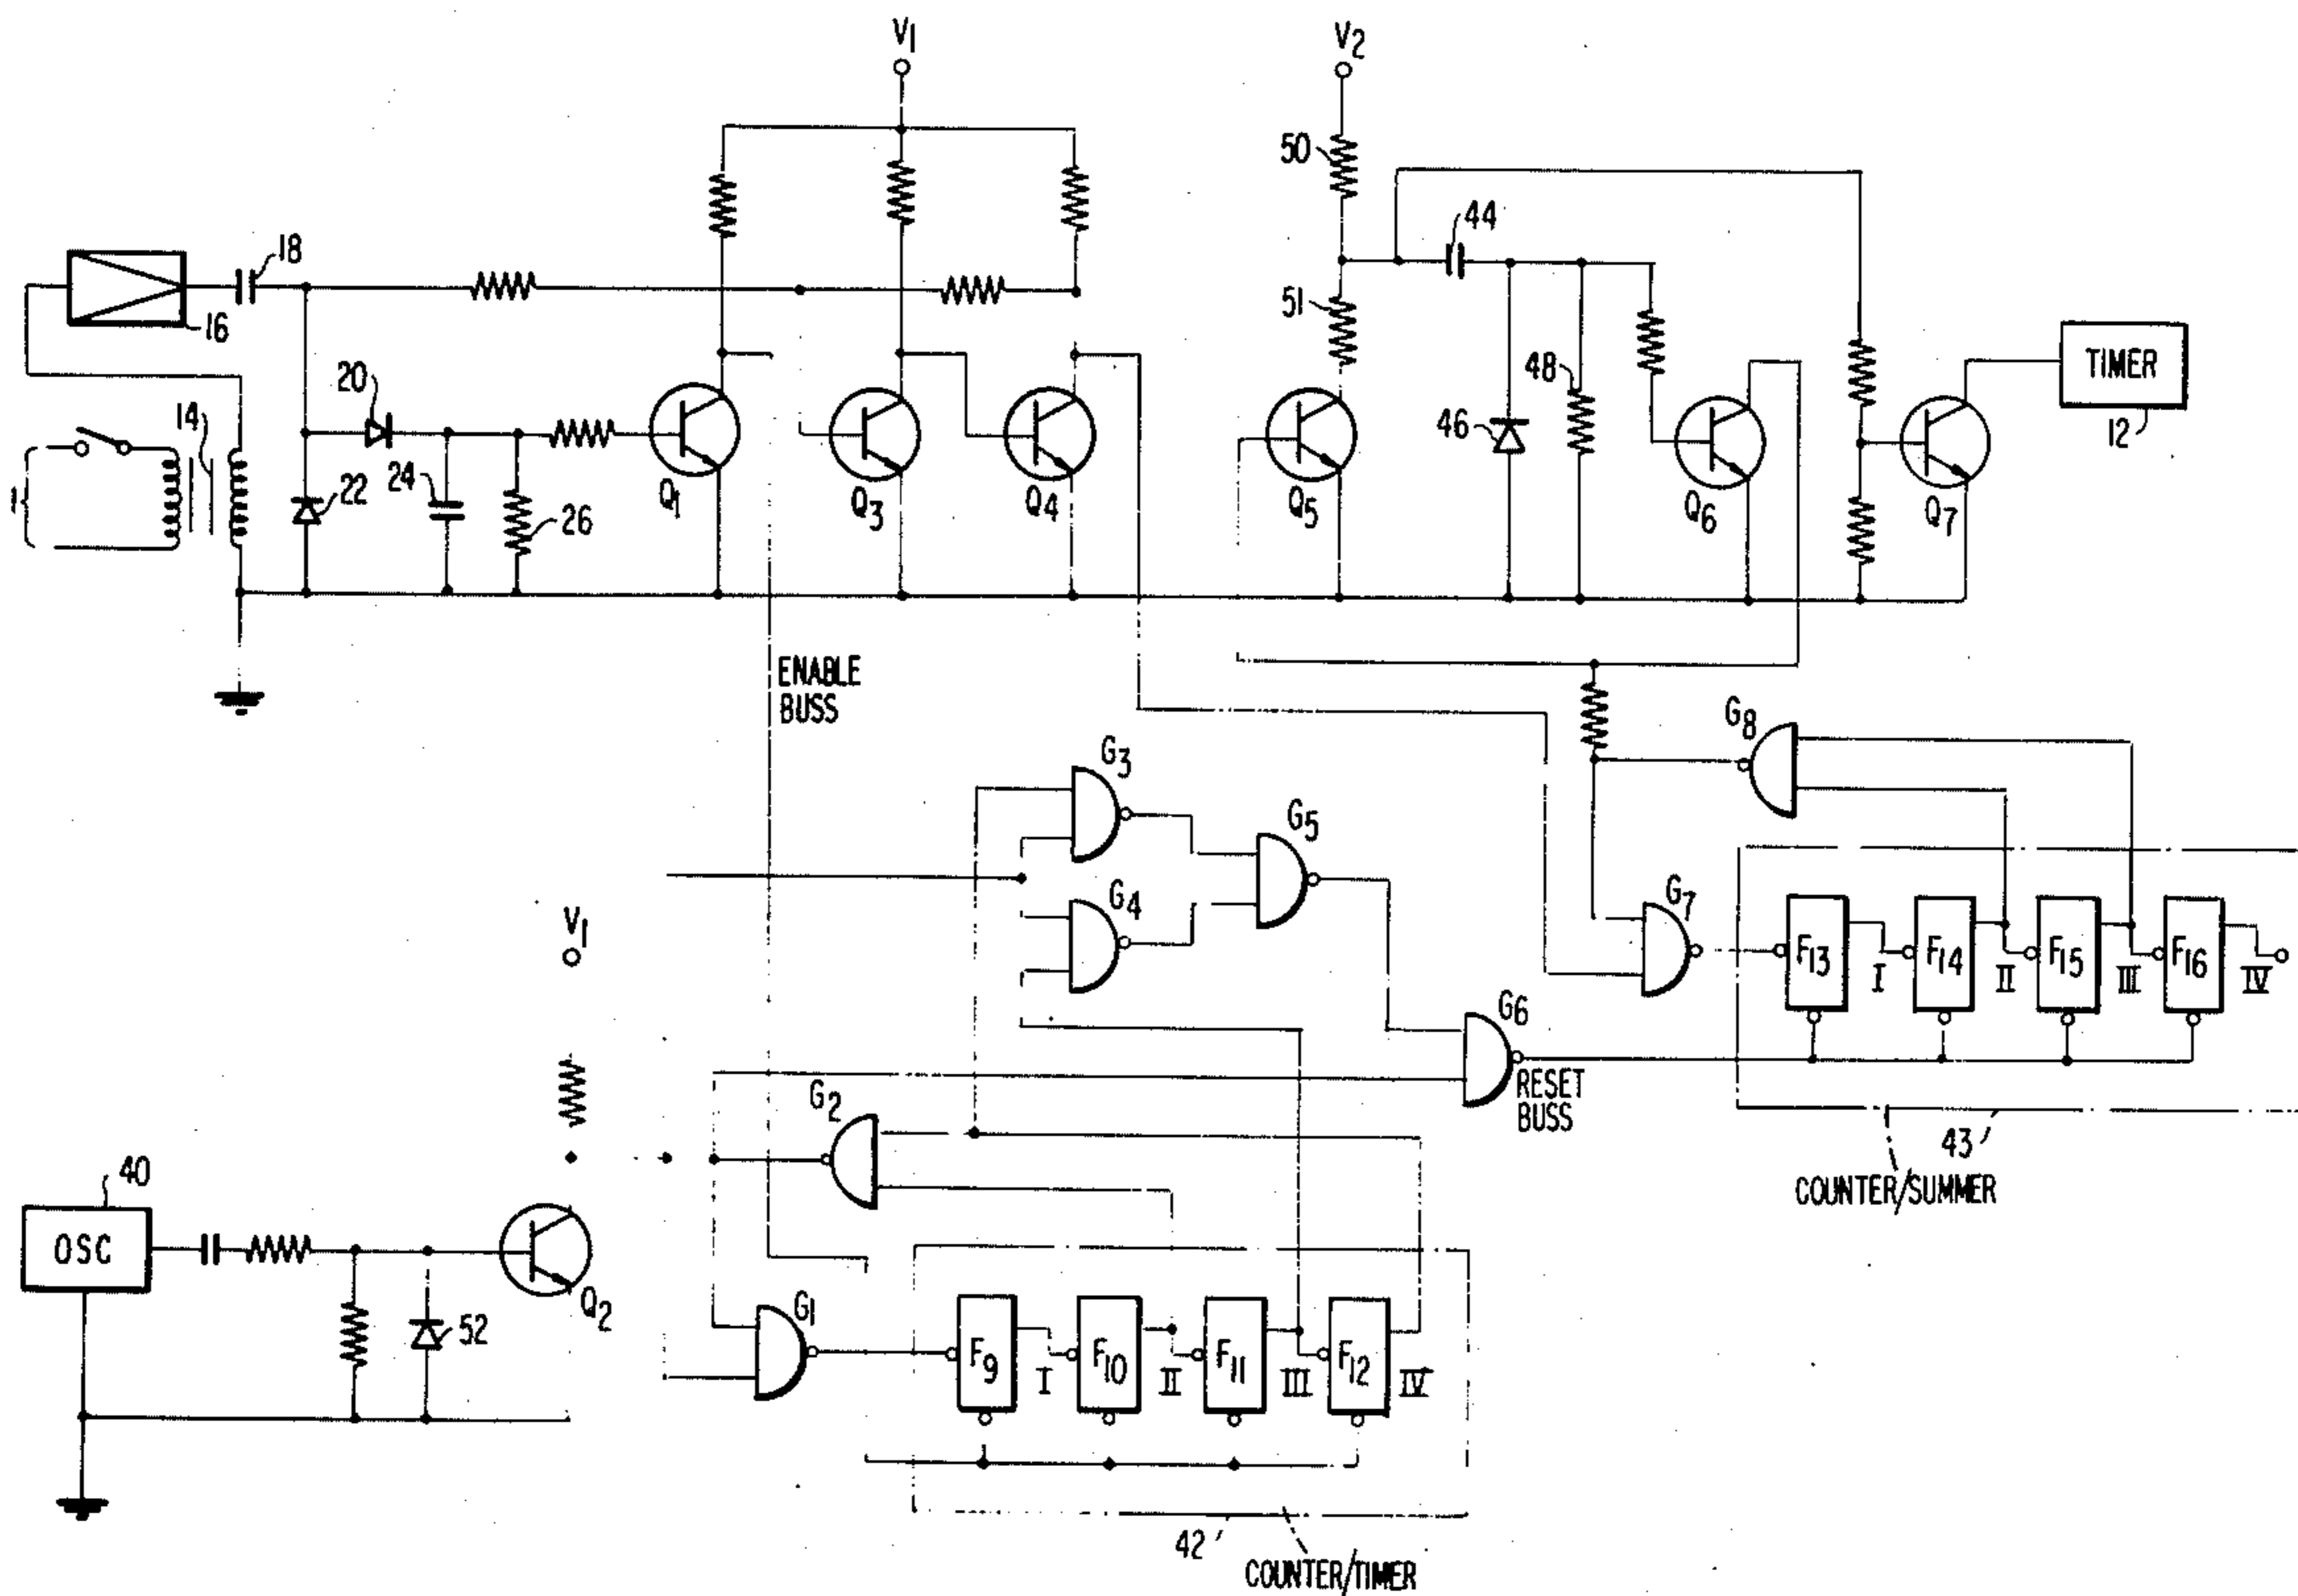 V1
V2
50
44
18
16
51
TIMER
20
14
48
12
46
11
22
24
26
Q1
Q3
Q4
Q5
Q6
Q7
ENABLE
BUSS
G8
G3
G5
G4
G7
V1
F13
I
F14
II
F15
III
F16
IV
G6
RESET
BUSS
G2
43'
COUNTER/SUMMER
40
OSC
Q2
52
G1
F9
I
F10
II
F11
III
F12
IV
42'
COUNTER/TIMER